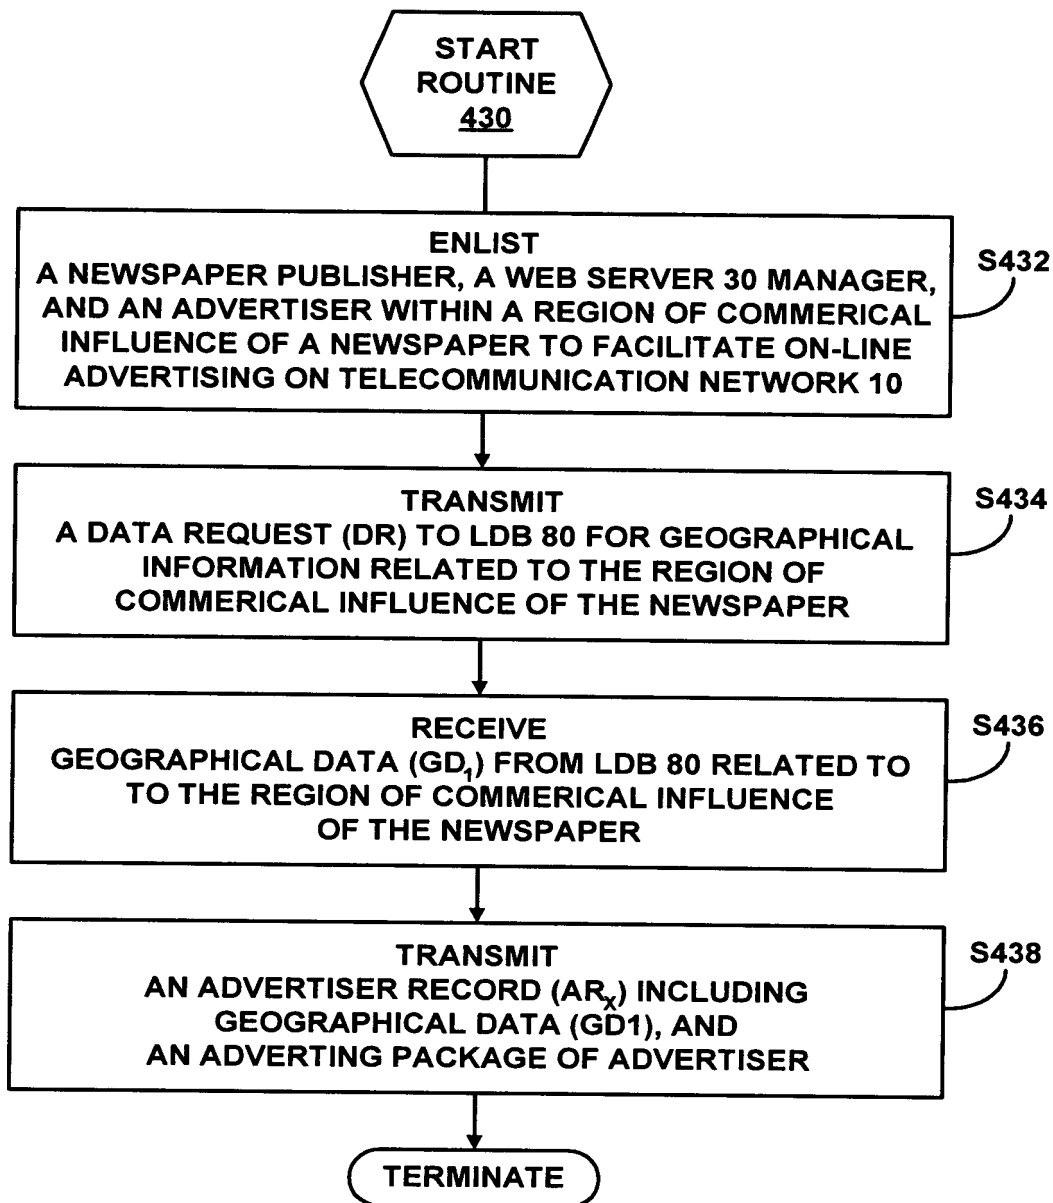 START
ROUTINE
430
ENLIST
A NEWSPAPER PUBLISHER, A WEB SERVER 30 MANAGER,
AND AN ADVERTISER WITHIN A REGION OF COMMERICAL
INFLUENCE OF A NEWSPAPER TO FACILITATE ON-LINE
ADVERTISING ON TELECOMMUNICATION NETWORK 10
S432
TRANSMIT
A DATA REQUEST (DR) TO LDB 80 FOR GEOGRAPHICAL
INFORMATION RELATED TO THE REGION OF
COMMERICAL INFLUENCE OF THE NEWSPAPER
S434
RECEIVE
GEOGRAPHICAL DATA (GD1) FROM LDB 80 RELATED TO
TO THE REGION OF COMMERICAL INFLUENCE
OF THE NEWSPAPER
S436
TRANSMIT
AN ADVERTISER RECORD (ARX) INCLUDING
GEOGRAPHICAL DATA (GD1), AND
AN ADVERTING PACKAGE OF ADVERTISER
S438
TERMINATE